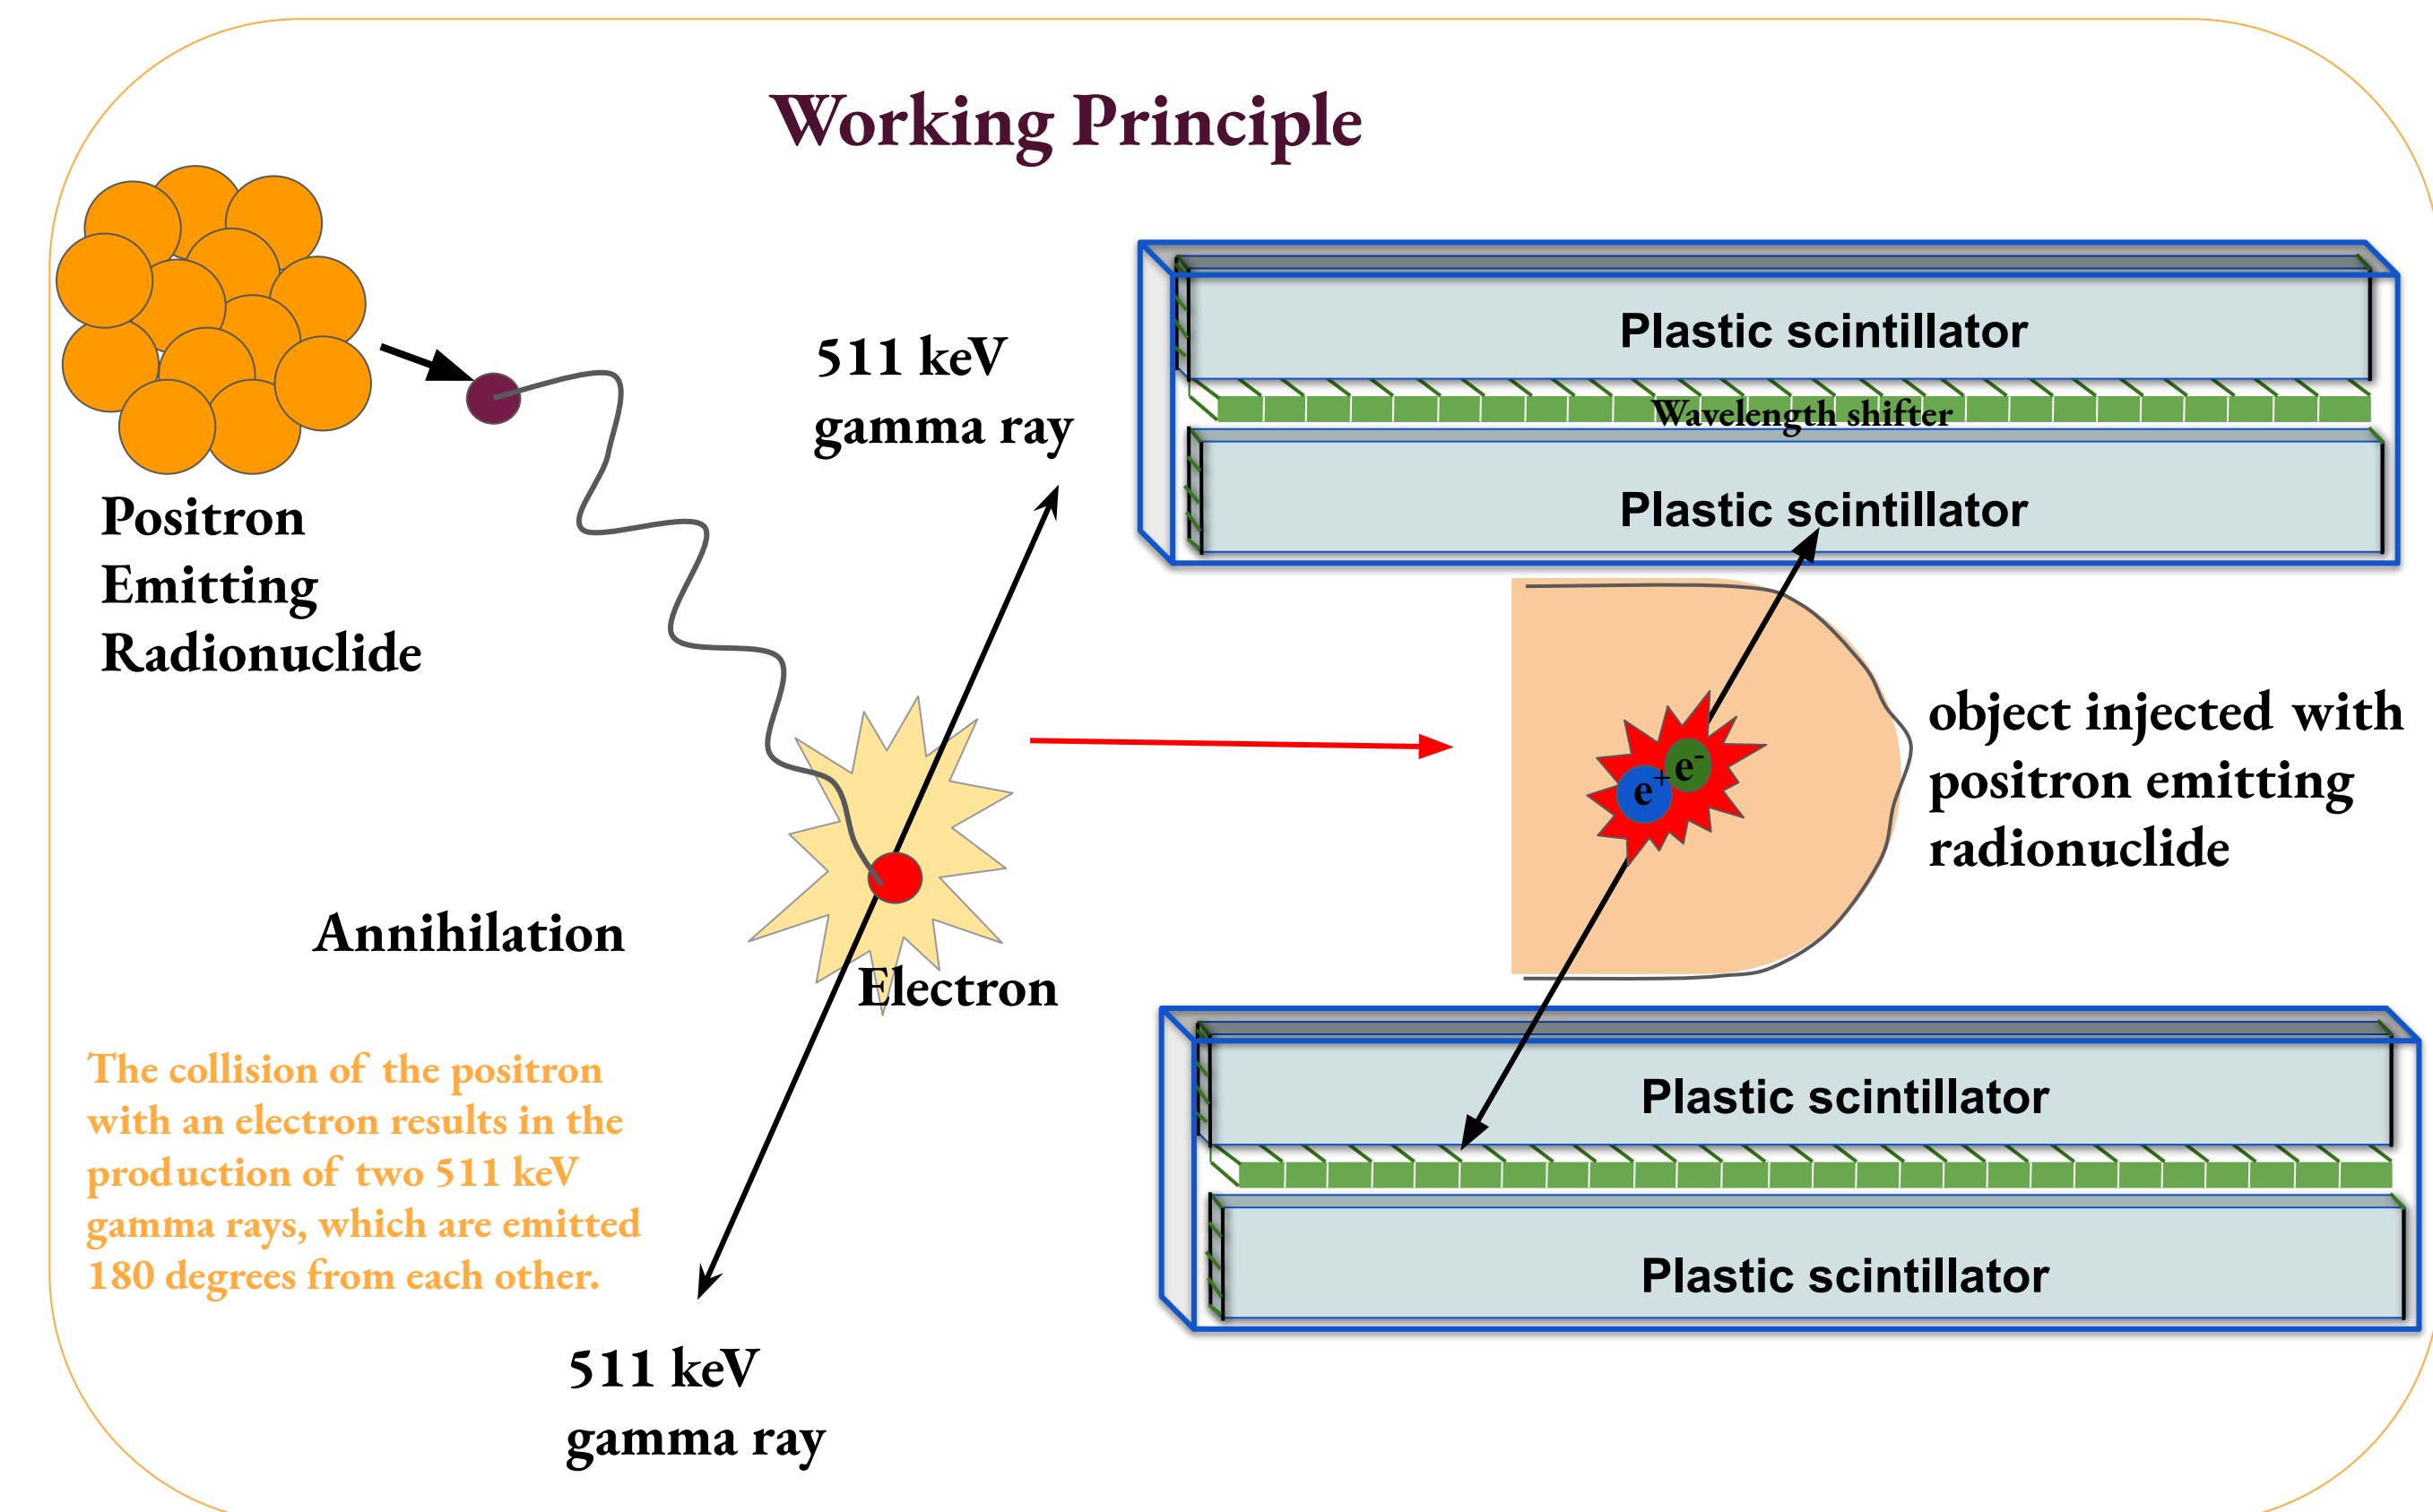 Working Principle
Positron
Emitting
Radionuclide
511 keV
gamma ray
Annihilation
Electron
The collision of the positron
with an electron results in the
production of two 511 keV
gamma rays, which are emitted
180 degrees from each other.
511 keV
gamma ray
Plastic scintillator
Wavelength shifter
Plastic scintillator
e+
e-
object injected with
positron emitting
radionuclide
Plastic scintillator
Plastic scintillator